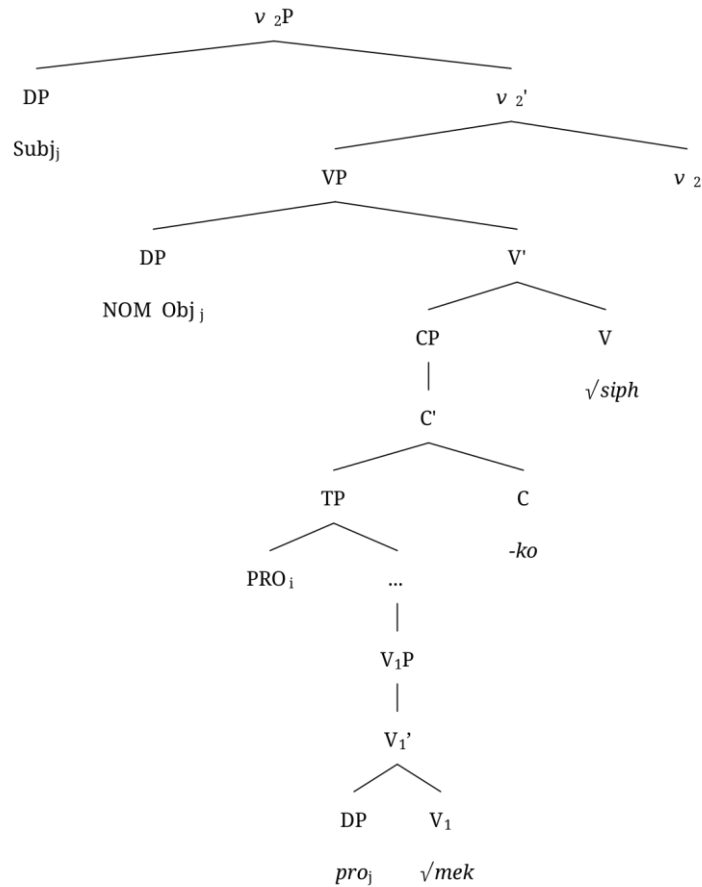 v 2P
DP v 2'
Subjj
VP v 2
DP V'
NOM Obj j
CP V
√siph
C'
TP C
-ko
PROi ...
V1P
V1’
DP V1
proj √mek